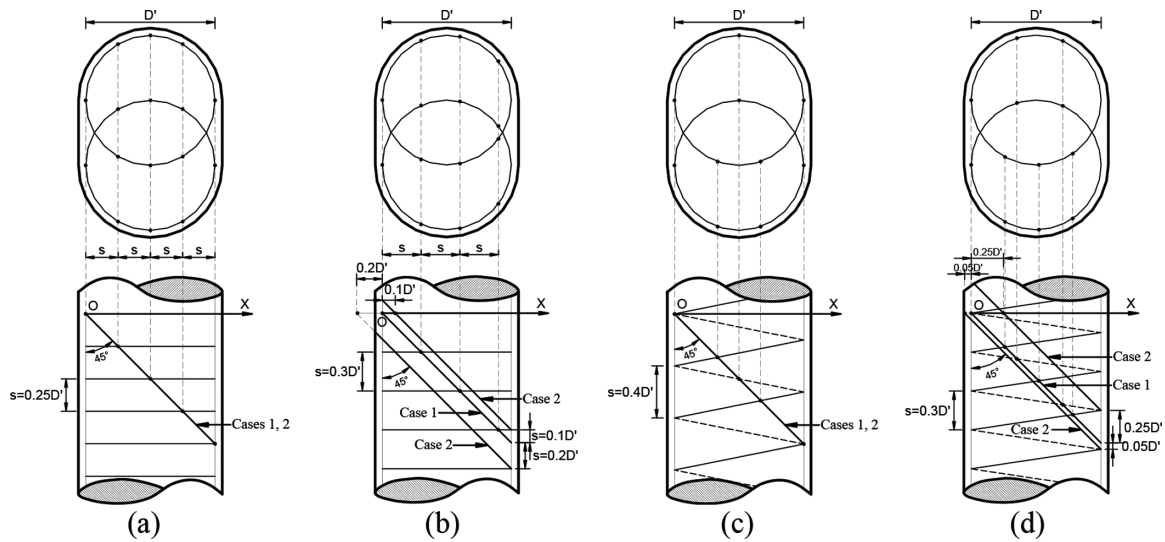 D'
s s s s
O
X
45°
s=0.25D'
Cases 1, 2
(a)
D'
s s s
0.2D'
0.1D'
O
X
45°
s=0.3D'
Case 2
Case 1
Case 2
s=0.1D'
s=0.2D'
(b)
D'
O
X
45°
s=0.4D'
Cases 1, 2
(c)
D'
0.25D'
0.05D'
O
X
45°
s=0.3D'
Case 2
Case 1
Case 2
0.25D'
0.05D'
(d)